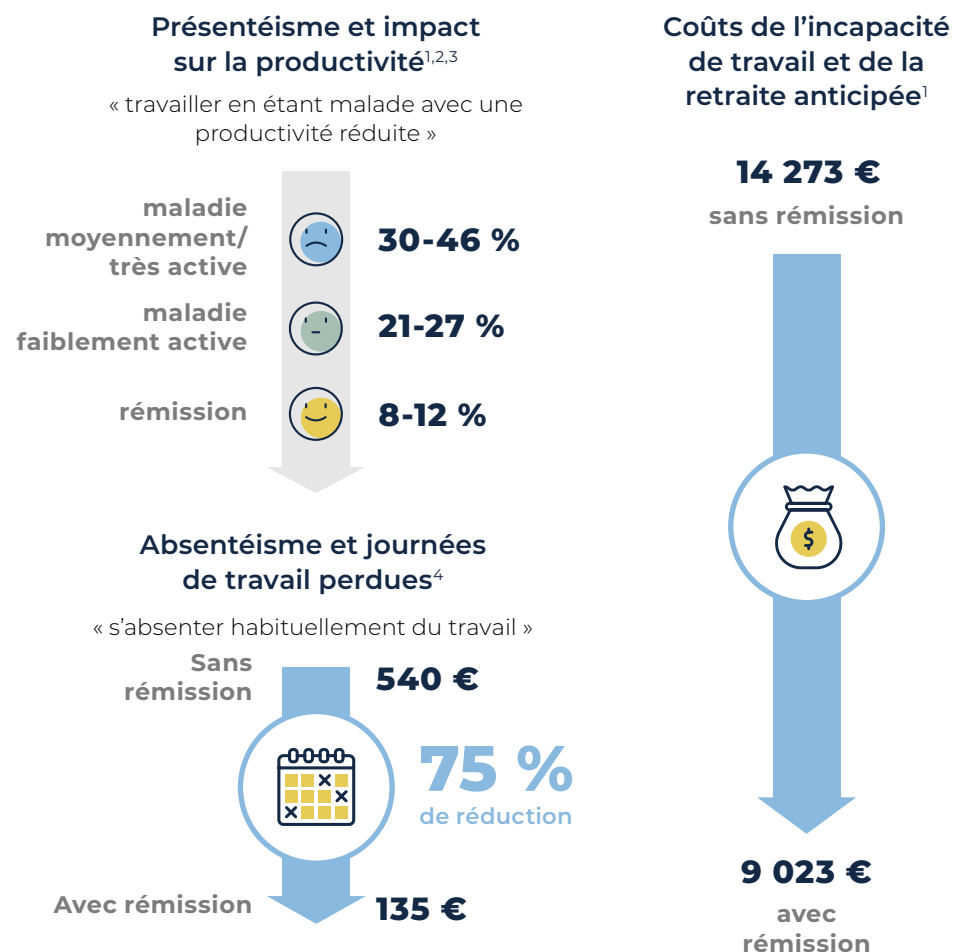 Présentéisme et impact
sur la productivité1,2,3
« travailler en étant malade avec une
productivité réduite »
maladie
moyennement/
très active
30-46 %
maladie
faiblement active
21-27 %
rémission
8-12 %
Absentéisme et journées
de travail perdues4
« s’absenter habituellement du travail »
Sans
rémission
540 €
75 %
de réduction
Avec rémission
135 €
Coûts de l’incapacité
de travail et de la
retraite anticipée1
14 273 €
sans rémission
$
9 023 €
avec
rémission